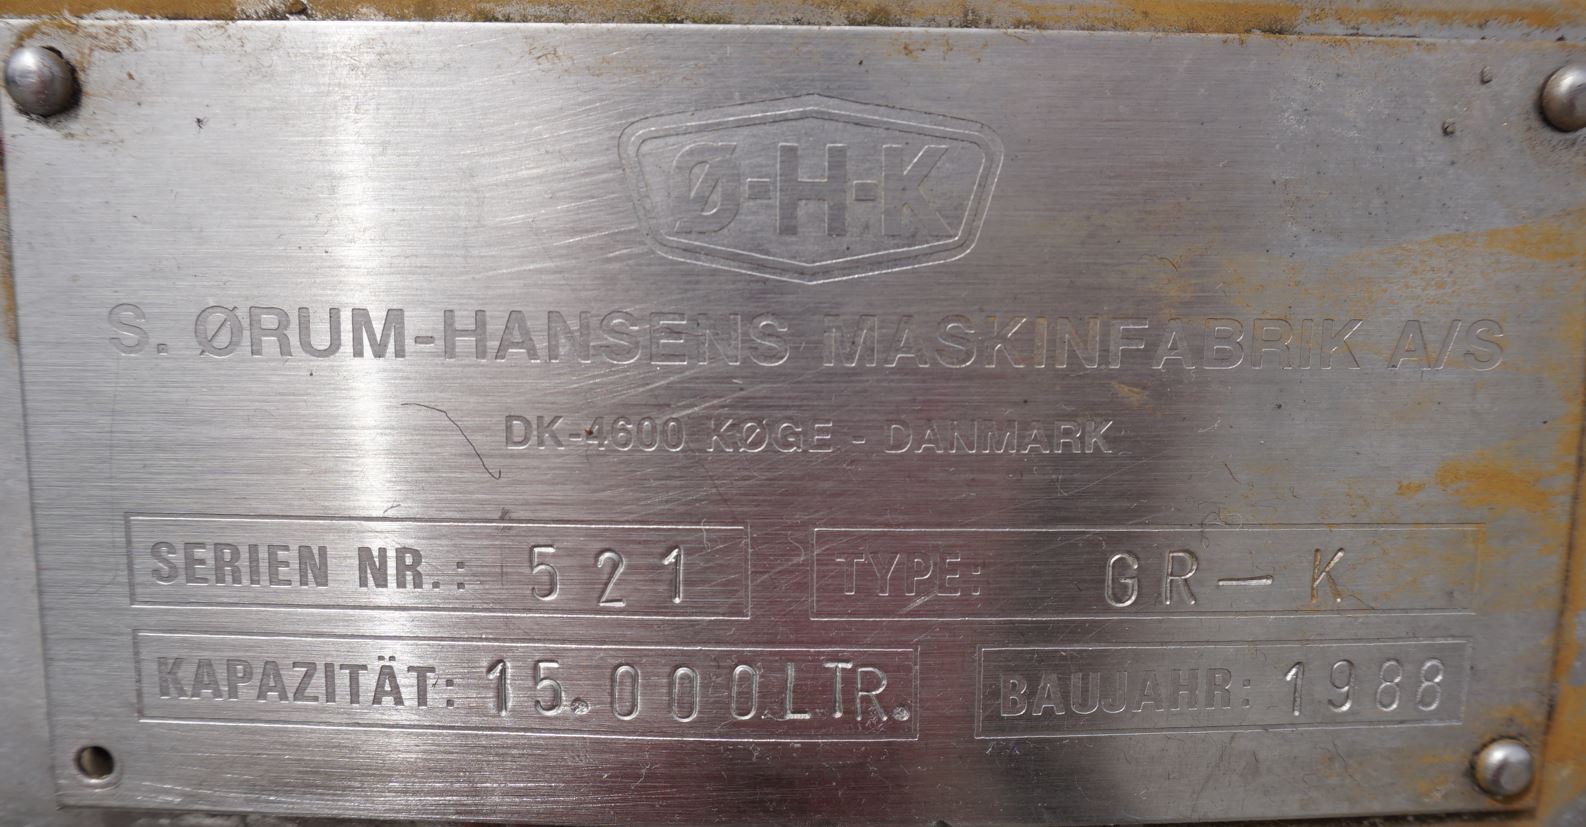 Ø-H-K
S. ØRUM-HANSENS MASKINFABRIK A/S
DK-4600 KØGE - DANMARK
SERIEN NR.: 521 TYPE: GR-K
KAPAZITÄT: 15.000LTR. BAUJAHR: 1988